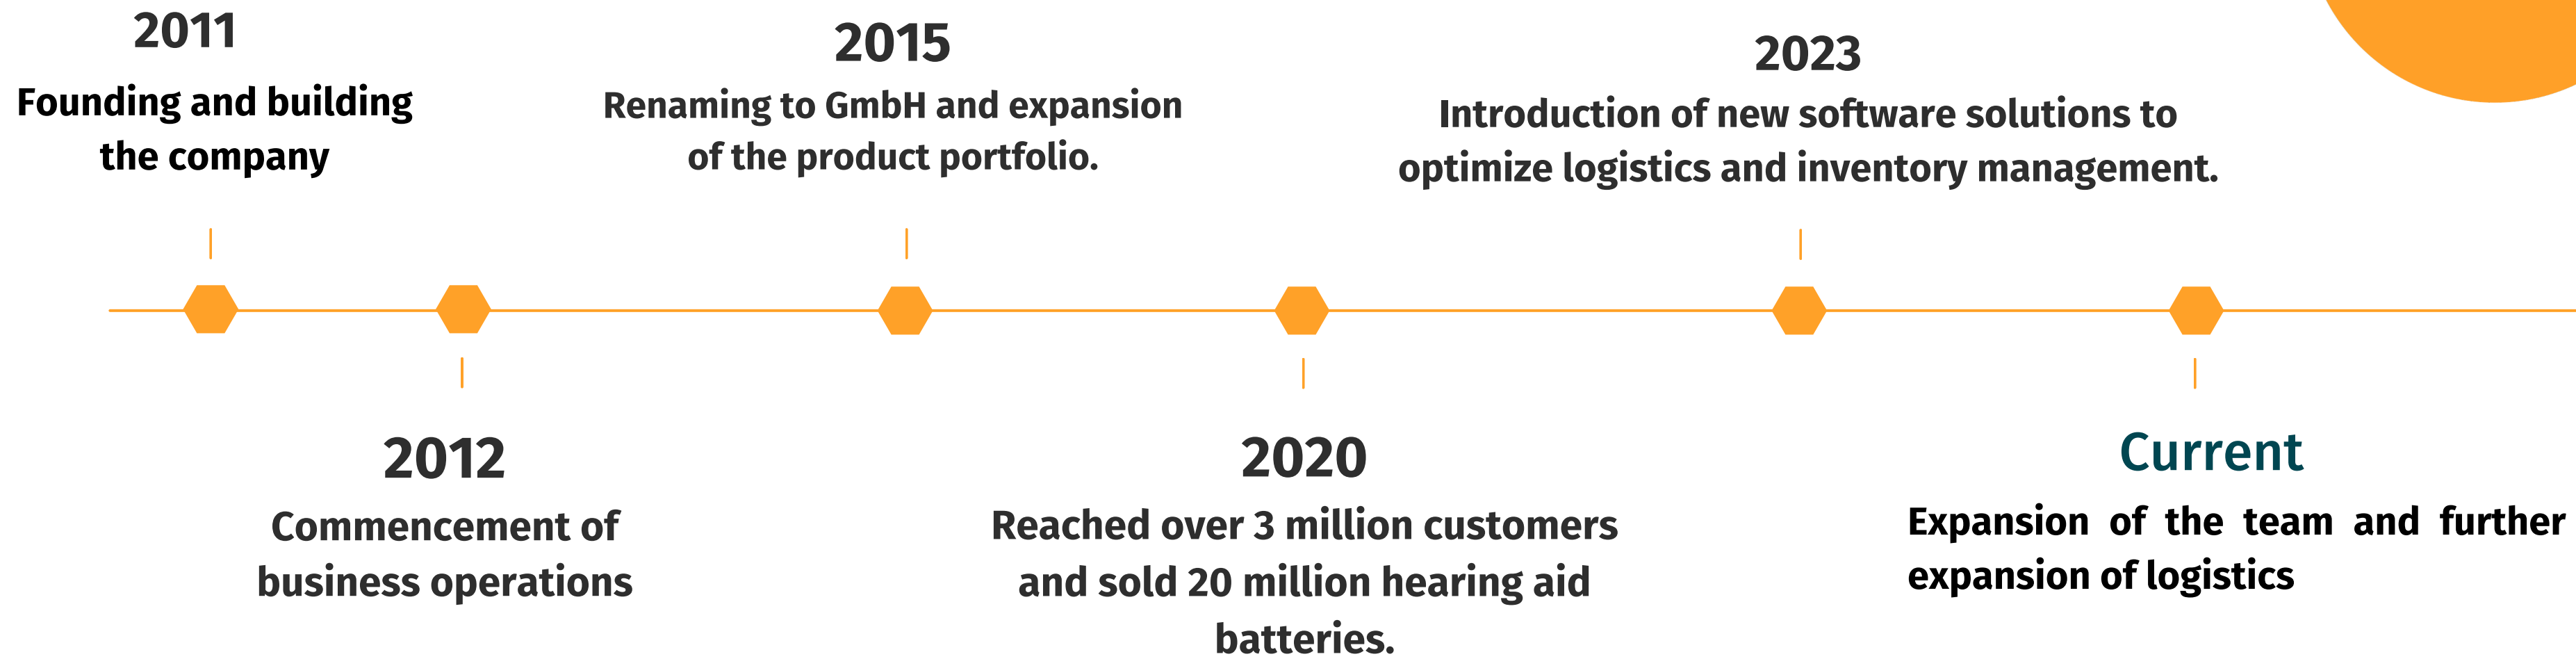 2011
Founding and building
the company
2015
Renaming to GmbH and expansion
of the product portfolio.
2023
Introduction of new software solutions to
optimize logistics and inventory management.
2012
Commencement of
business operations
2020
Reached over 3 million customers
and sold 20 million hearing aid
batteries.
Current
Expansion of the team and further
expansion of logistics